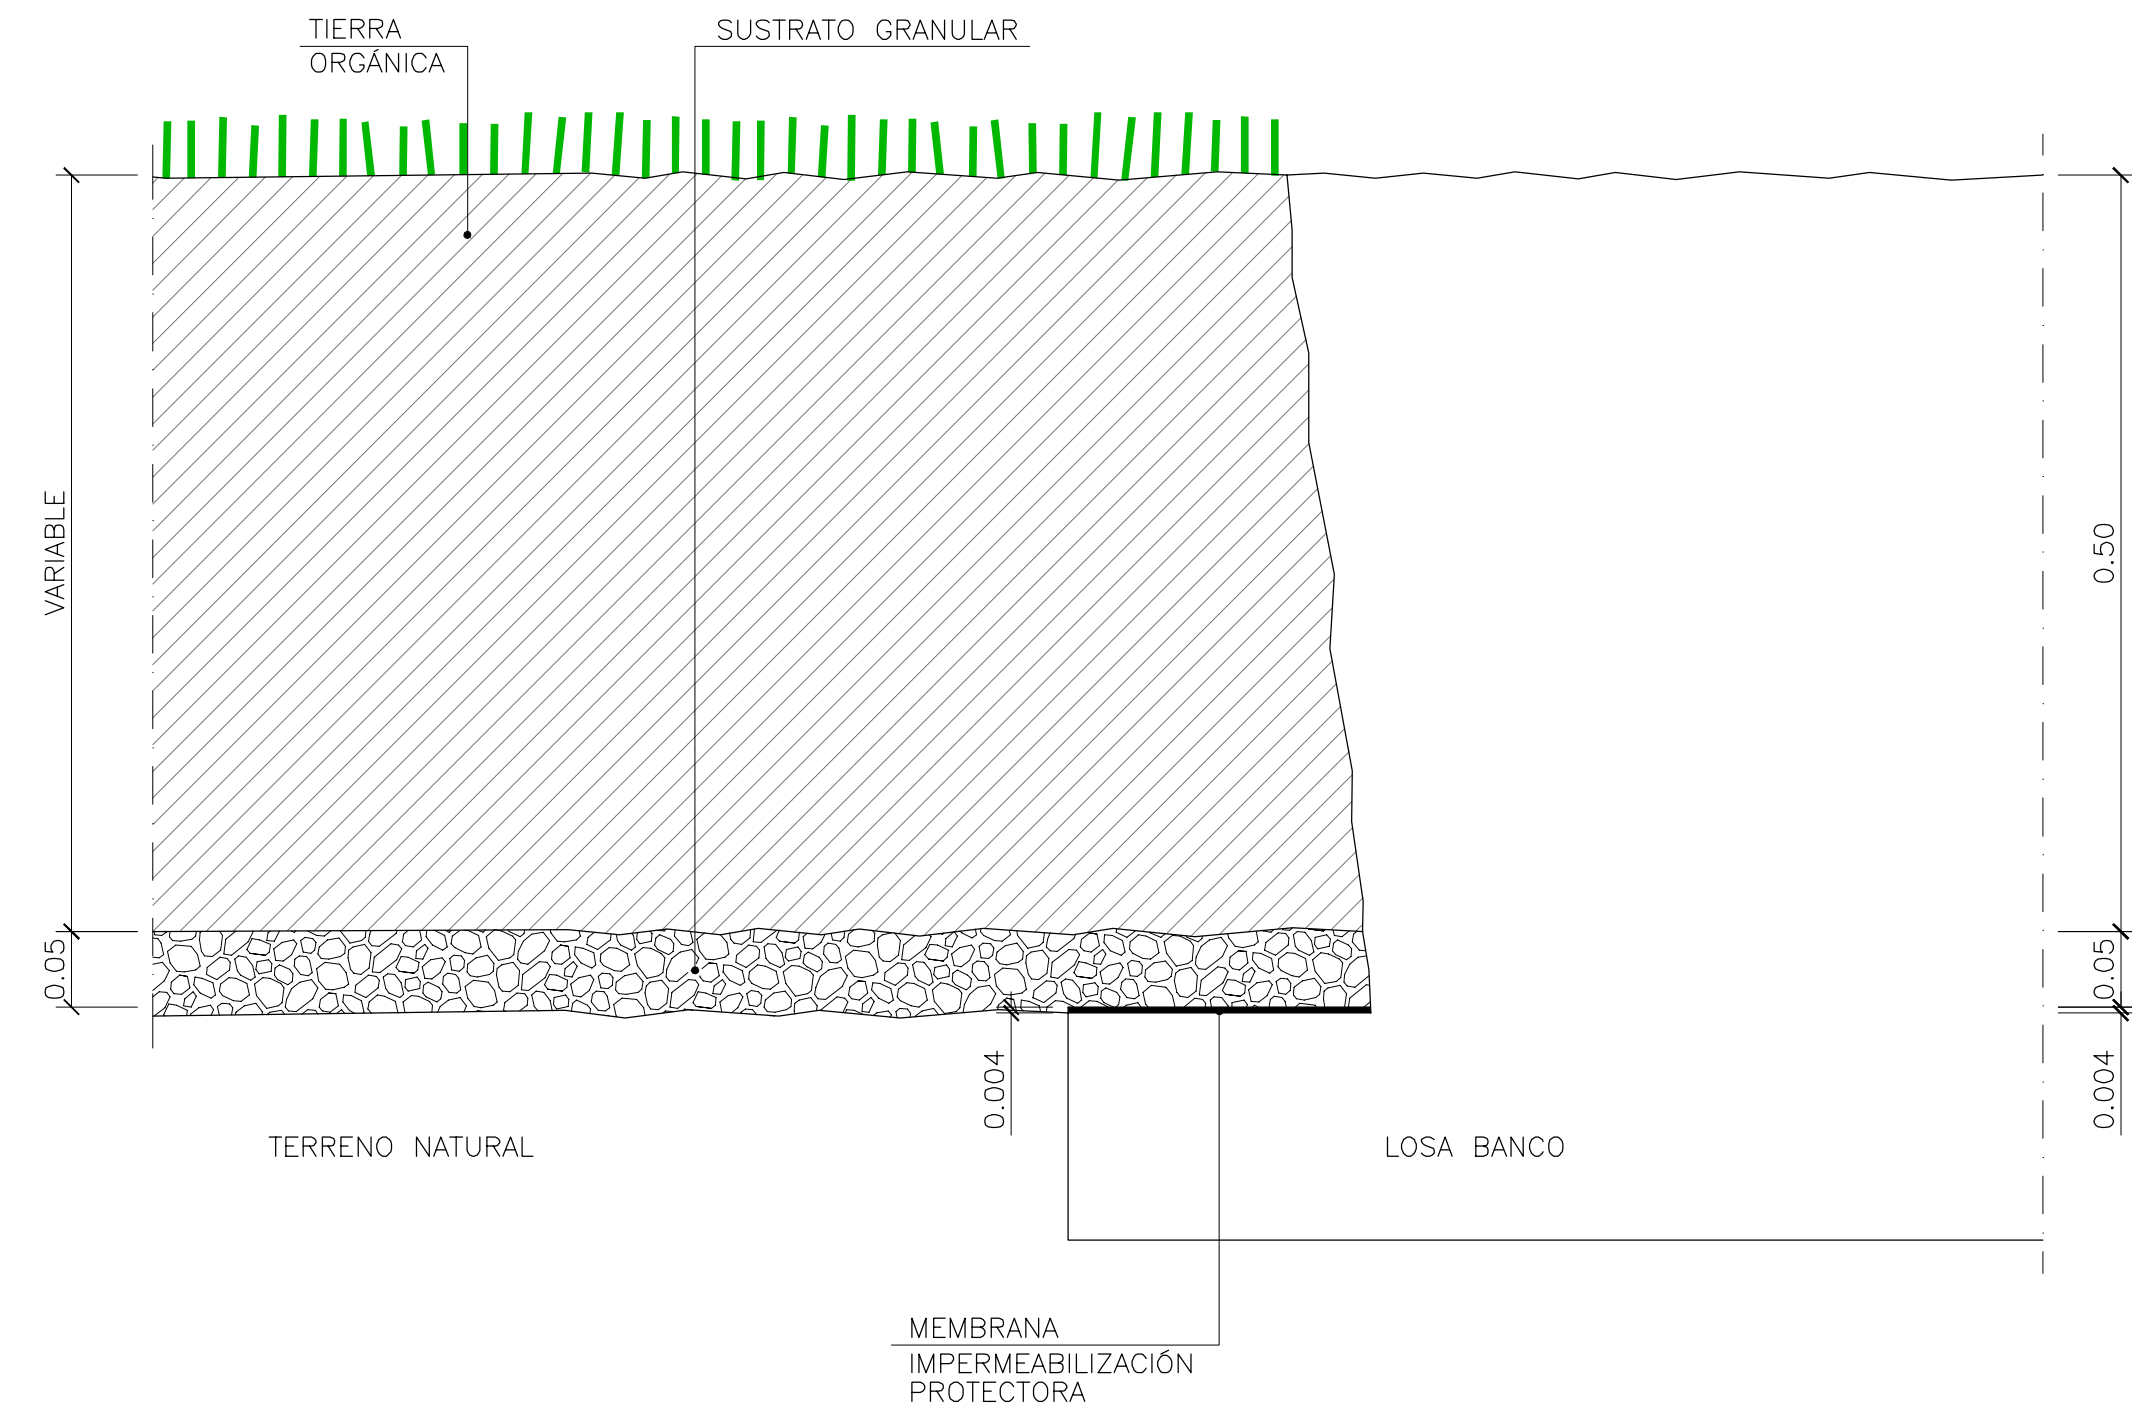 TIERRA
ORGÁNICA
SUSTRATO GRANULAR
VARIABLE
0.50
0.05
0.05
0.004
0.004
TERRENO NATURAL
LOSA BANCO
MEMBRANA
IMPERMEABILIZACIÓN
PROTECTORA